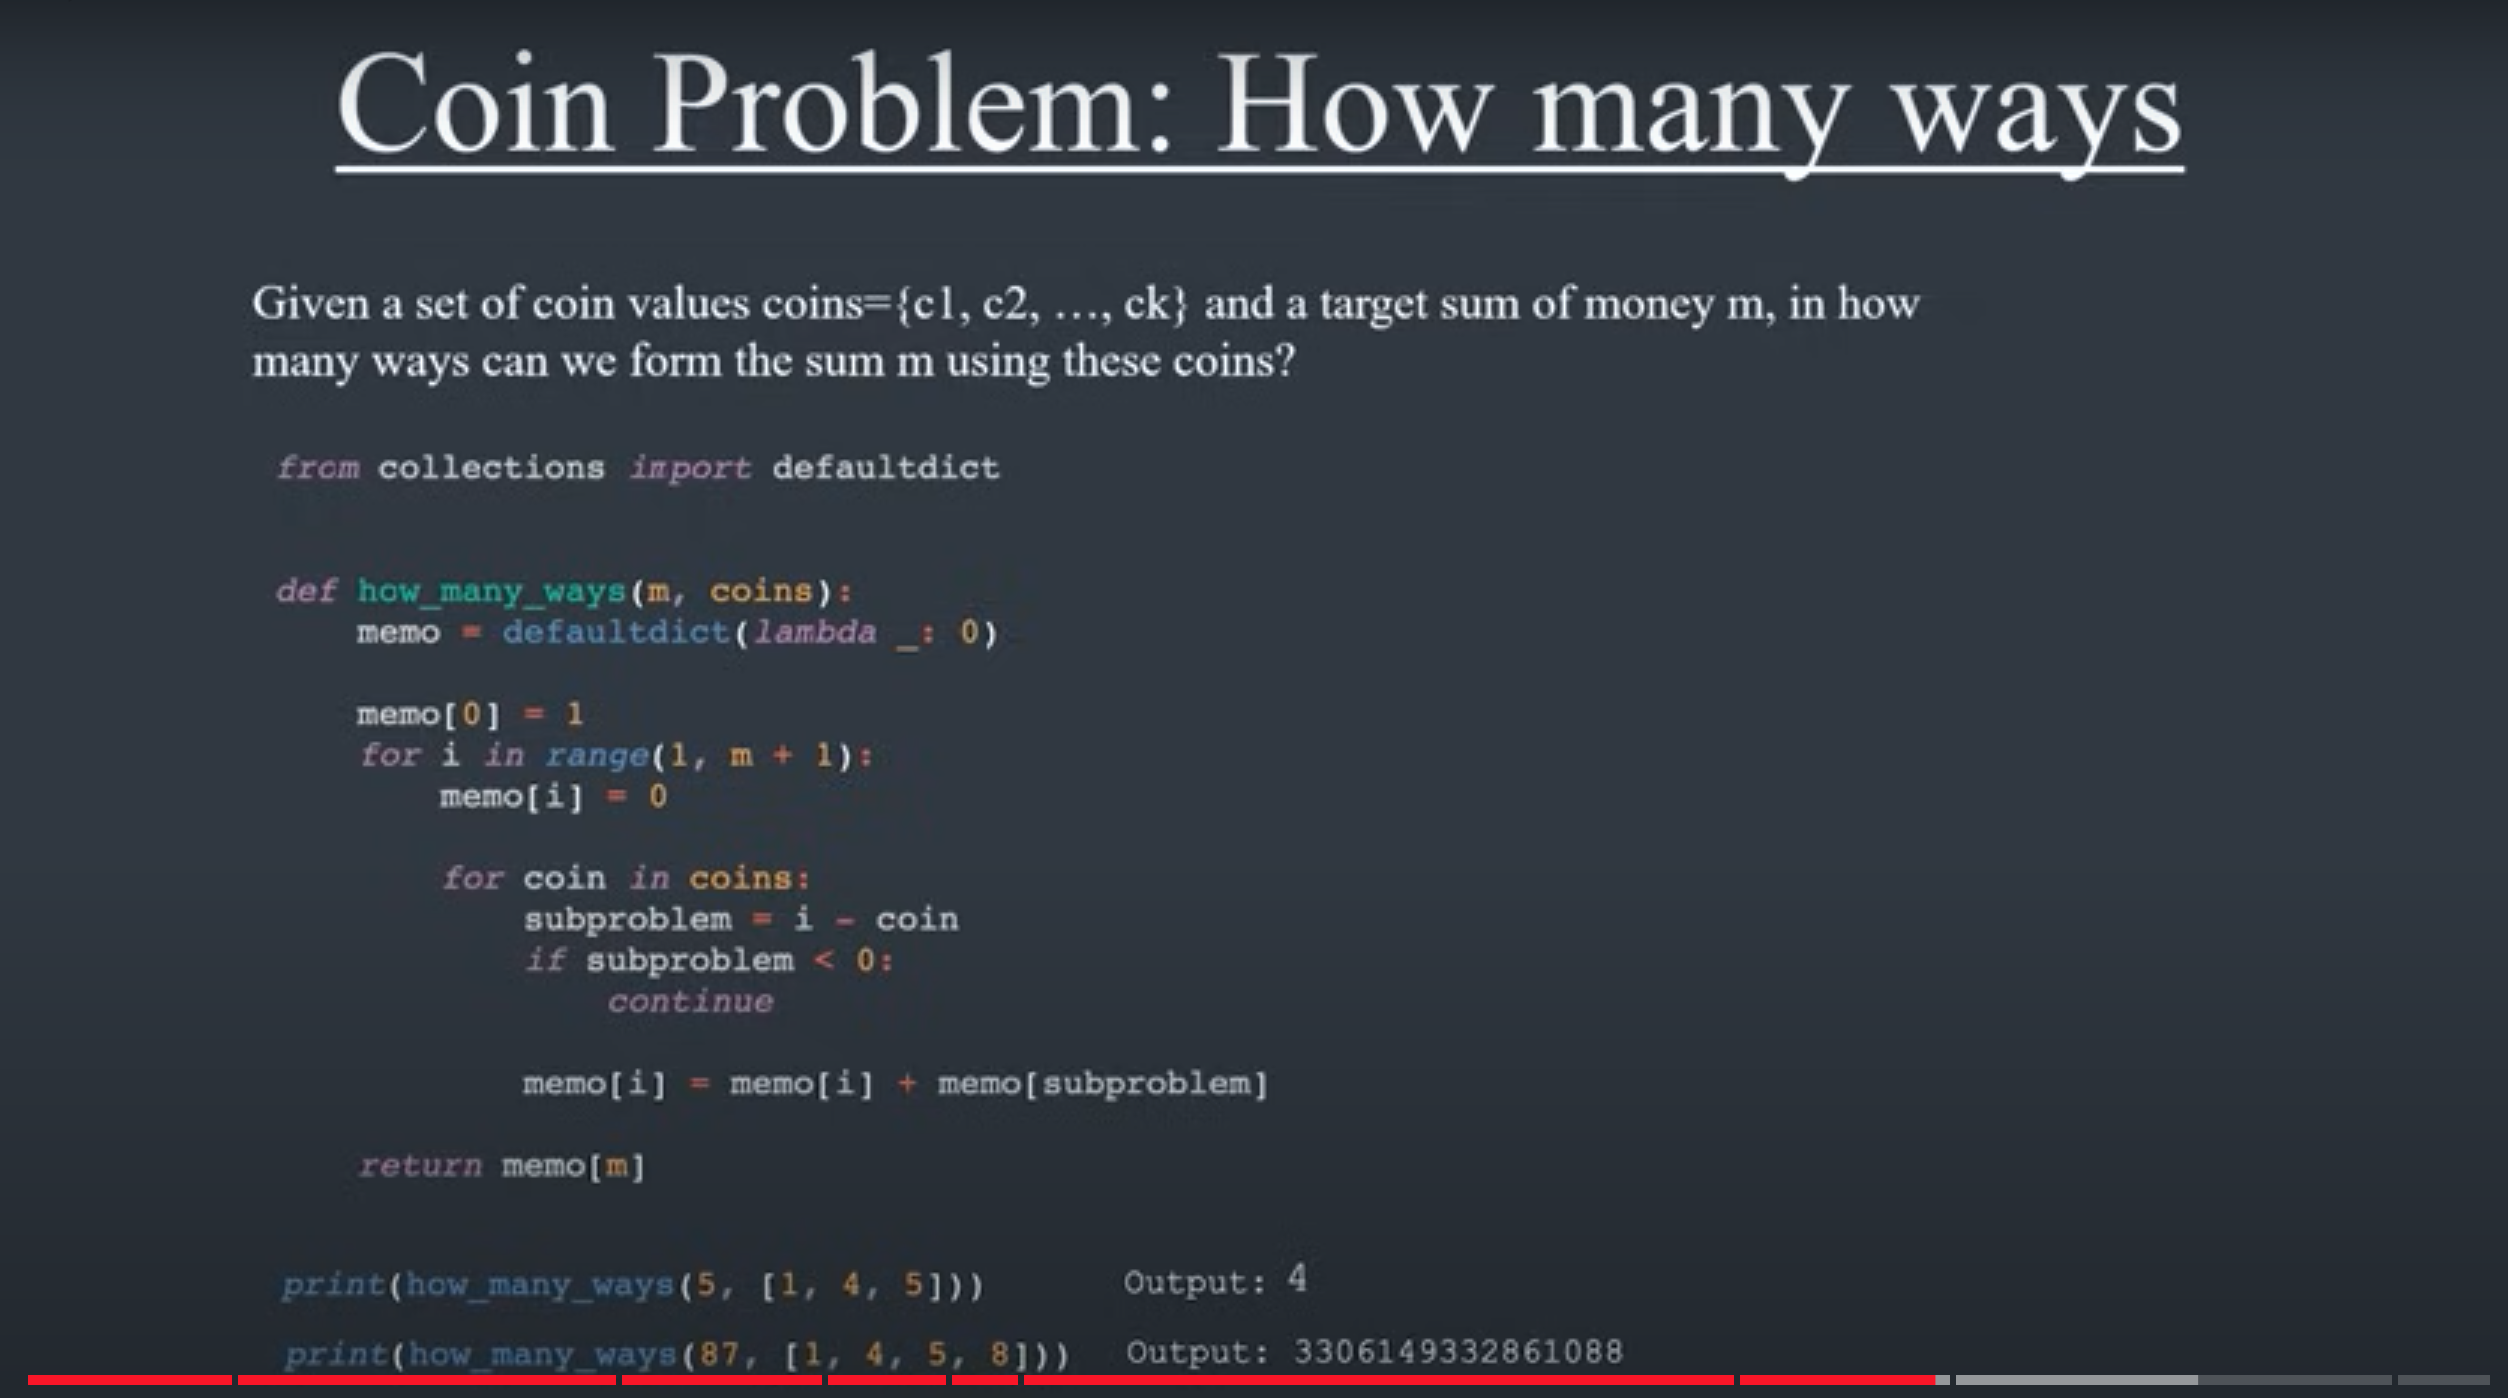 Coin Problem: How many ways
Given a set of coin values coins={c1, c2, …, ck} and a target sum of money m, in how
many ways can we form the sum m using these coins?
from collections import defaultdict
def how_many_ways(m, coins):
memo = defaultdict(lambda _: 0)
memo[0] = 1
for i in range(1, m + 1):
memo[i] = 0
for coin in coins:
subproblem = i - coin
if subproblem < 0:
continue
memo[i] = memo[i] + memo[subproblem]
return memo[m]
print(how_many_ways(5, [1, 4, 5])) Output: 4
print(how_many_ways(87, [1, 4, 5, 8])) Output: 3306149332861088